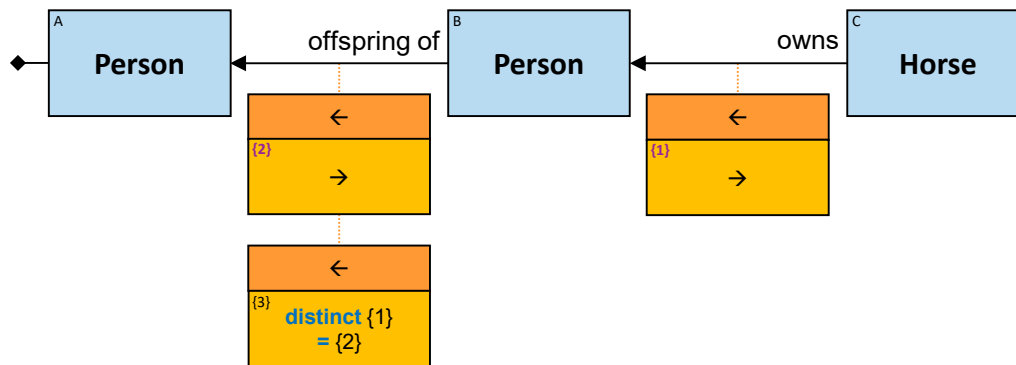 A
Person
offspring of
B
Person
owns
C
Horse
←
{2}
→
←
{1}
→
←
{3}
distinct {1}
= {2}